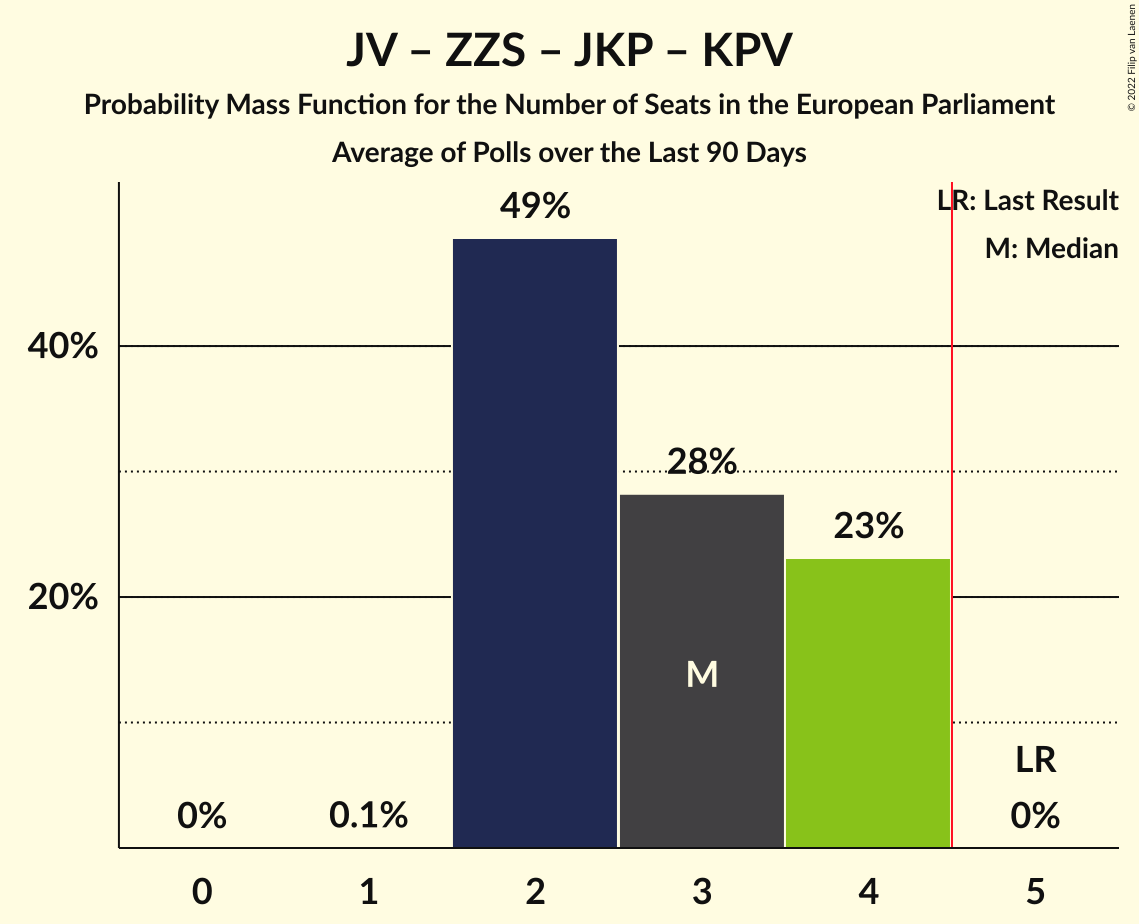 JV – ZZS – JKP – KPV
Probability Mass Function for the Number of Seats in the European Parliament
Average of Polls over the Last 90 Days
© 2022 Filip van Laenen
LR: Last Result
M: Median
49%
40%
28%
23%
20%
M
LR
0%
0.1%
0%
0 1 2 3 4 5